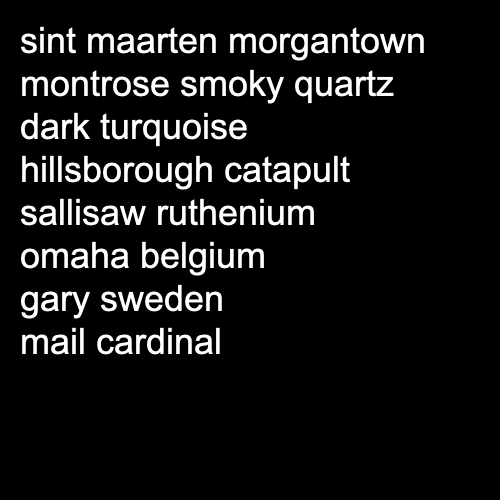 sint maarten morgantown
montrose smoky quartz
dark turquoise
hillsborough catapult
sallisaw ruthenium
omaha belgium
gary sweden
mail cardinal